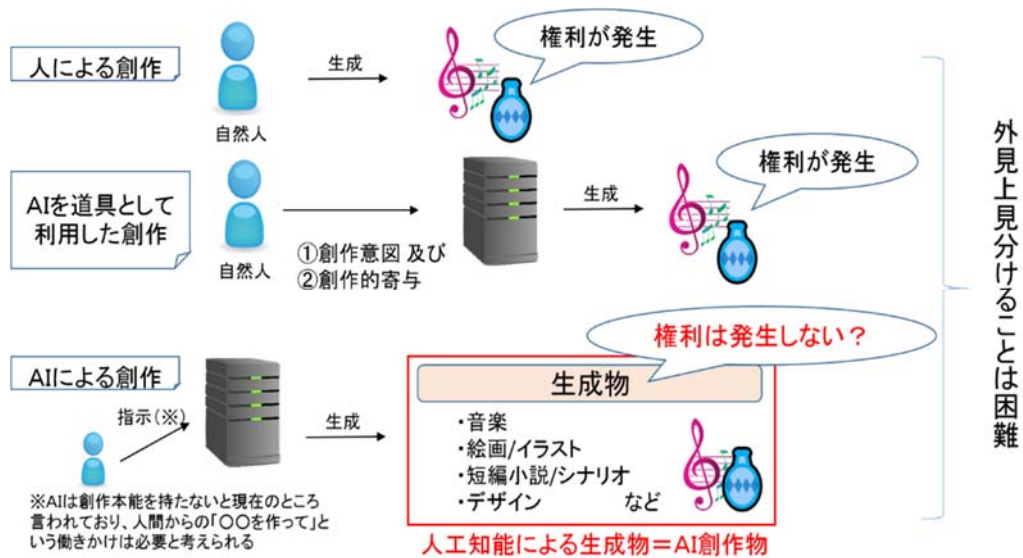 人による創作
自然人
生成
権利が発生
AIを道具として
利用した創作
自然人
①創作意図 及び
②創作的寄与
生成
権利が発生
AIによる創作
指示(※)
生成
権利は発生しない?
生成物
・音楽
・絵画/イラスト
・短編小説/シナリオ
・デザイン など
※AIは創作本能を持たないと現在のところ
言われており、人間からの「〇〇を作って」と
いう働きかけは必要と考えられる
人工知能による生成物=AI創作物
外見上見分けることは困難